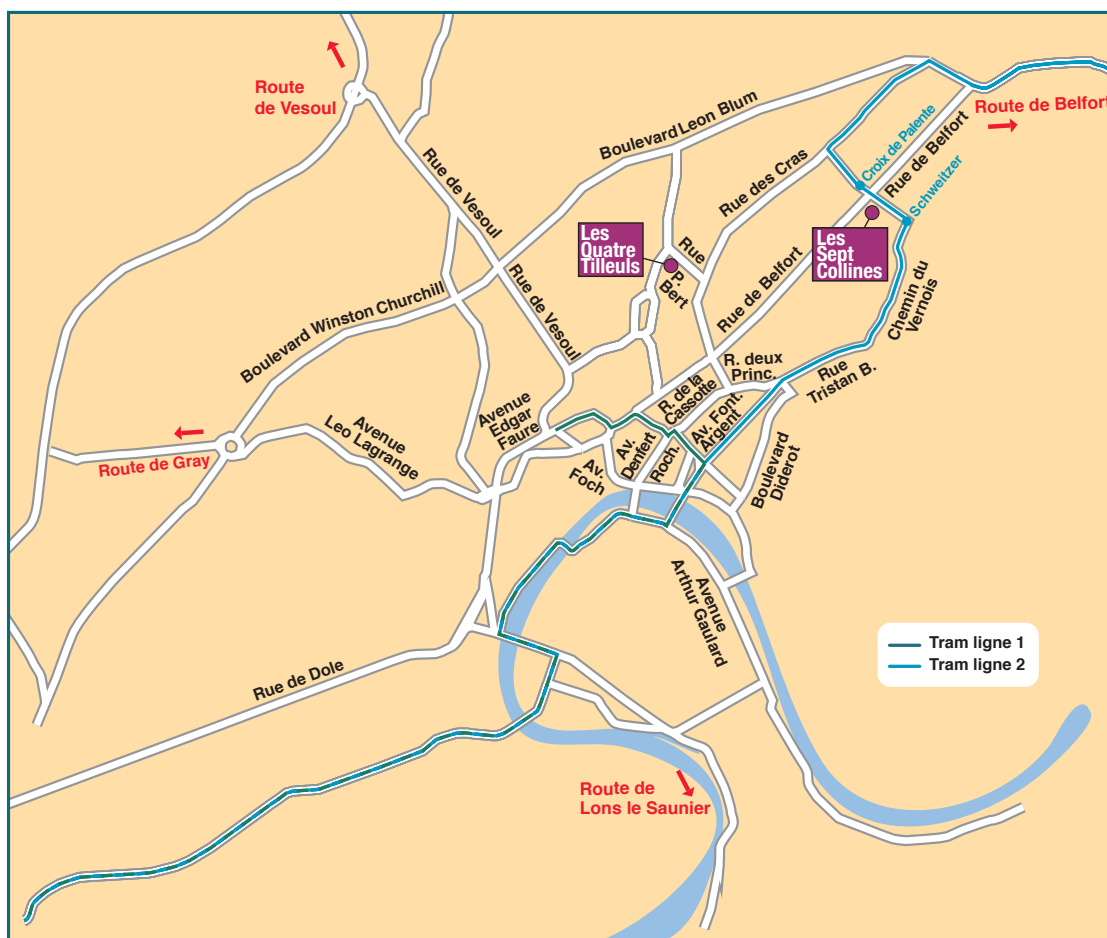 Route
de Vesoul
Boulevard Leon Blum
Croix de Palente
Route de Belfort
Rue de Belfort
Rue de Vesoul
Rue des Cras
Schweitzer
Les
Quatre
Tilleuls
Rue
P.
Bert
Les
Sept
Collines
Rue de Belfort
Rue de Vesoul
Boulevard Winston Churchill
Chemin du
Vernois
R. deux
Princ.
Rue
Tristan B.
R. de la
Cassotte
Avenue
Edgar
Faure
Av. Font.
Argent
Avenue
Leo Lagrange
Av.
Denfert
Roch.
Route de Gray
Av.
Foch
Boulevard
Diderot
Avenue
Arthur Gaulard
Rue de Dole
Tram ligne 1
Tram ligne 2
Route de
Lons le Saunier